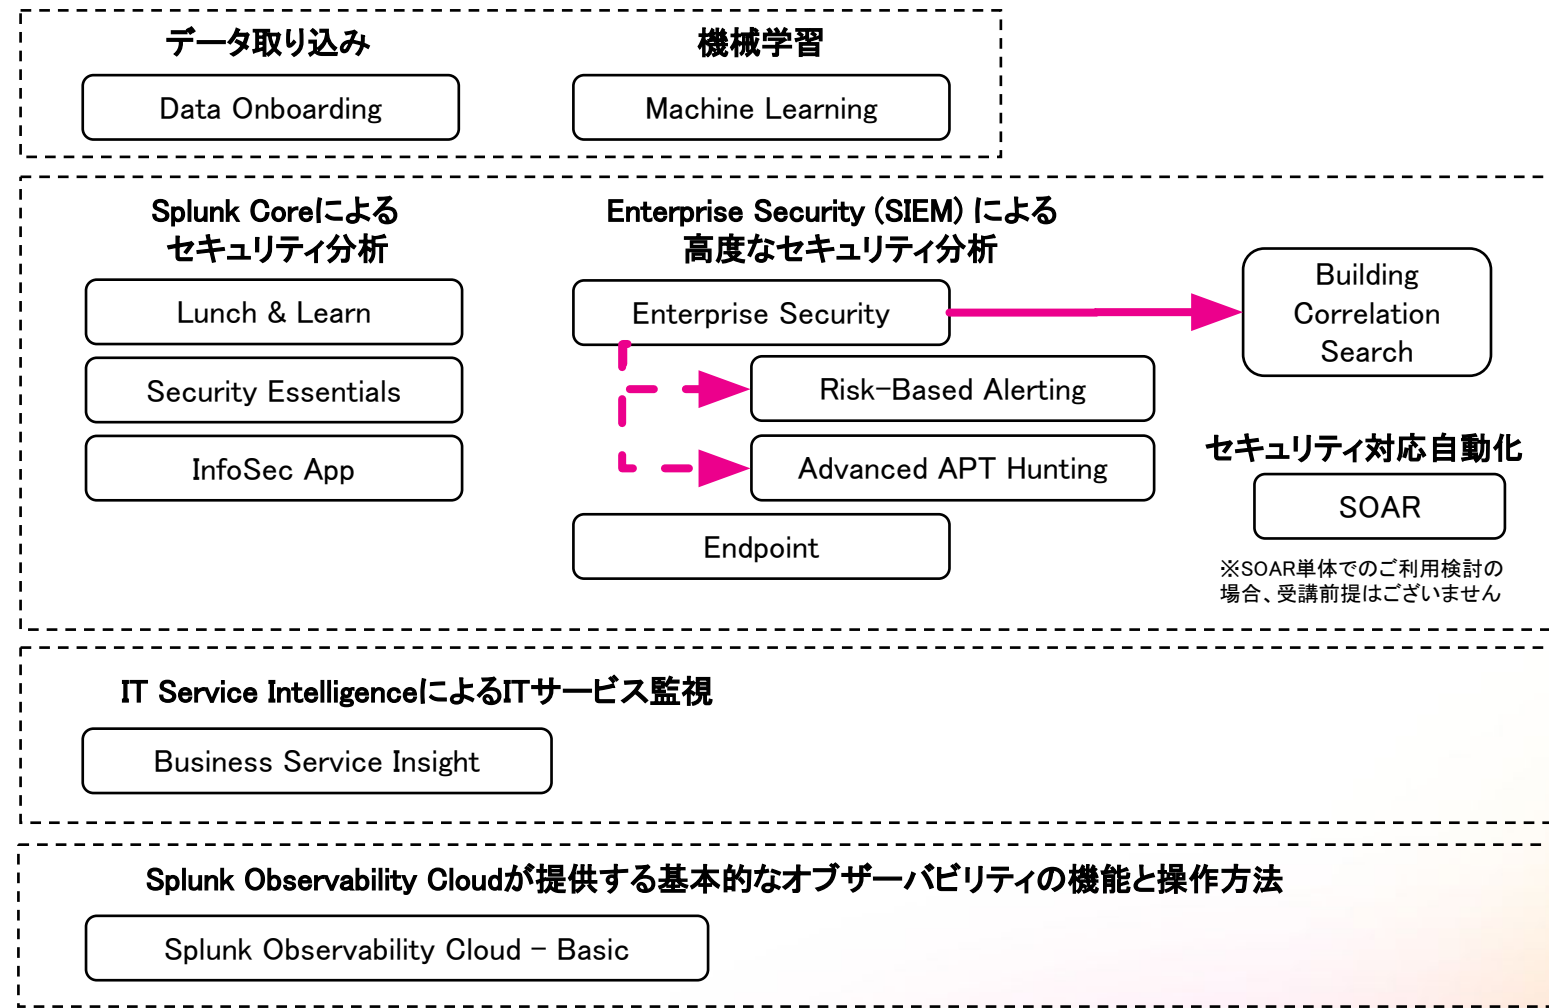 データ取り込み
Data Onboarding
機械学習
Machine Learning
Splunk Coreによる
セキュリティ分析
Lunch & Learn
Security Essentials
InfoSec App
Enterprise Security (SIEM) による
高度なセキュリティ分析
Enterprise Security
Risk-Based Alerting
Advanced APT Hunting
Endpoint
Building
Correlation
Search
セキュリティ対応自動化
SOAR
※SOAR単体でのご利用検討の
場合、受講前提はございません
IT Service IntelligenceによるITサービス監視
Business Service Insight
Splunk Observability Cloudが提供する基本的なオブザーバビリティの機能と操作方法
Splunk Observability Cloud - Basic